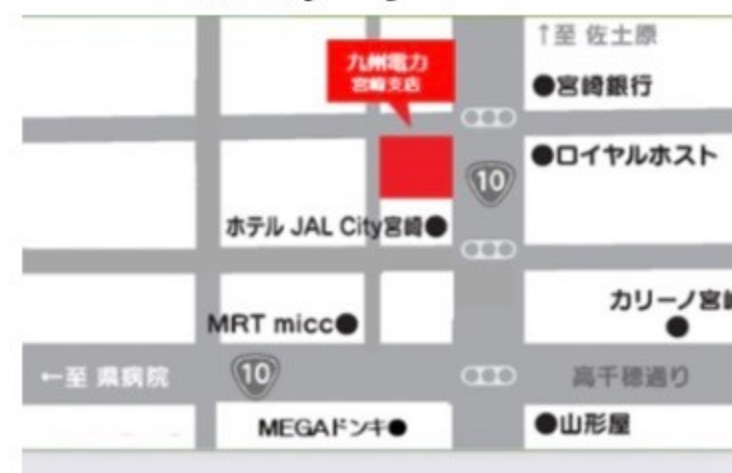 ↑至 佐土原
九州電力
宮崎支店
●宮崎銀行
●ロイヤルホスト
10
ホテル JAL City宮崎●
カリーノ宮崎
MRT micc●
←至 県病院
10
高千穂通り
MEGAドンキ●
●山形屋